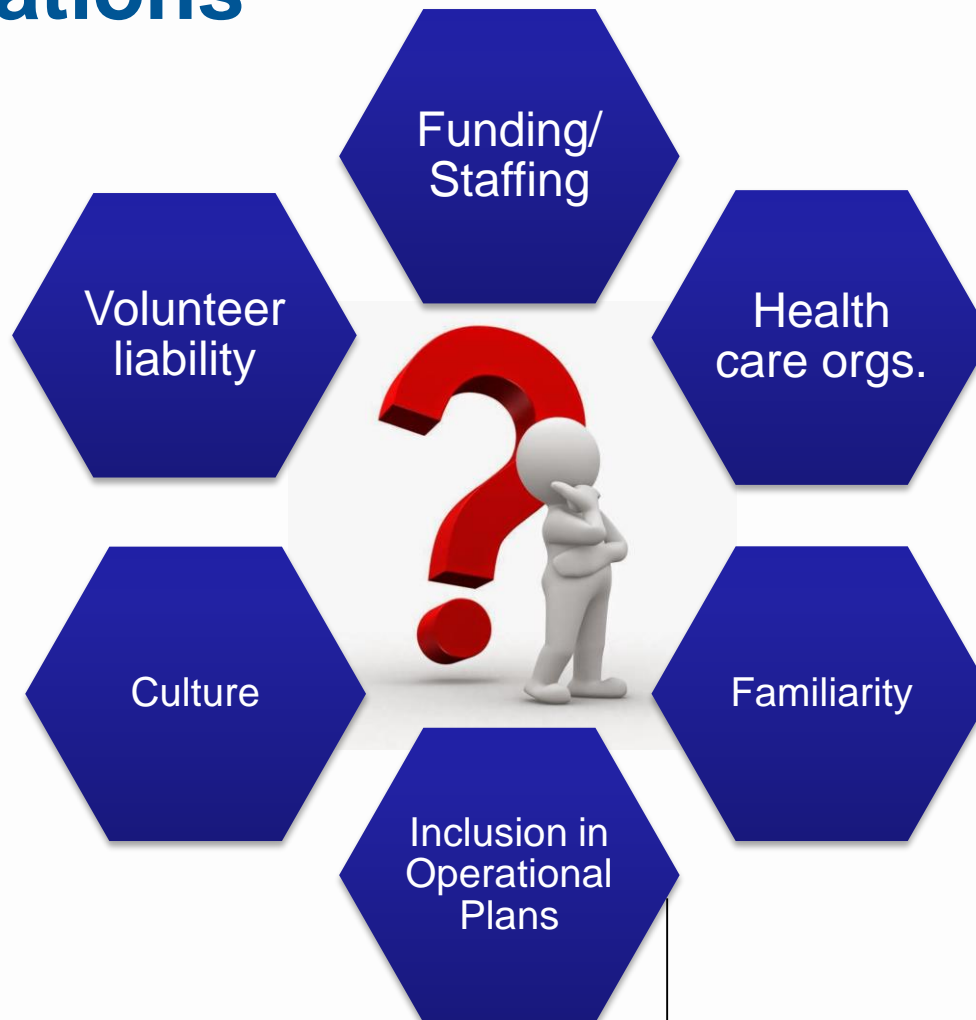 ations
Funding/
Staffing
Volunteer
liability
Health
care orgs.
Culture
Familiarity
Inclusion in
Operational
Plans